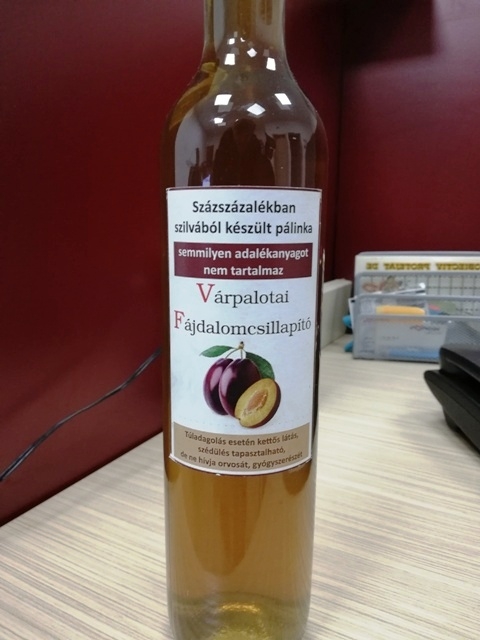 Százszázalékban
szilvából készült pálinka
semmilyen adalékanyagot
nem tartalmaz
Várpalotai
Fájdalomcsillapító
Túladagolás esetén kettős látás,
szédülés tapasztalható,
de ne hívja orvosát, gyógyszerészét